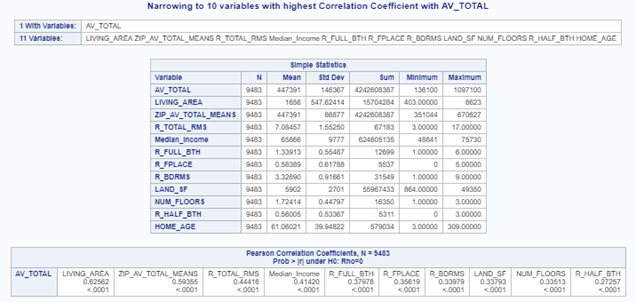 Narrowing to 10 variables with highest Correlation Coefficient with AV_TOTAL
1 With Variables: AV_TOTAL
11 Variables: LIVING_AREA ZIP_AV_TOTAL_MEANS R_TOTAL_RMS Median_Income R_FULL_BTH R_FPLACE R_BDRMS LAND_SF NUM_FLOORS R_HALF_BTH HOME_AGE
Simple Statistics
Variable N Mean Std Dev Sum Minimum Maximum
AV_TOTAL 9483 447391 146367 4242608387 136100 1097100
LIVING_AREA 9483 1656 547.62414 15704284 403.00000 8623
ZIP_AV_TOTAL_MEANS 9483 447391 86877 4242608387 351044 670627
R_TOTAL_RMS 9483 7.08457 1.55250 67183 3.00000 17.00000
Median_Income 9483 65866 9777 624605135 48841 75730
R_FULL_BTH 9483 1.33913 0.55487 12699 1.00000 6.00000
R_FPLACE 9483 0.58389 0.61788 5537 0 5.00000
R_BDRMS 9483 3.32690 0.91661 31549 1.00000 9.00000
LAND_SF 9483 5902 2701 55967433 864.00000 49350
NUM_FLOORS 9483 1.72414 0.44797 16350 1.00000 3.00000
R_HALF_BTH 9483 0.56005 0.53367 5311 0 3.00000
HOME_AGE 9483 61.06021 39.94822 579034 3.00000 309.00000
Pearson Correlation Coefficients, N = 9483
Prob > |r| under H0: Rho=0
AV_TOTAL LIVING_AREA ZIP_AV_TOTAL_MEANS R_TOTAL_RMS Median_Income R_FULL_BTH R_FPLACE R_BDRMS LAND_SF NUM_FLOORS R_HALF_BTH
0.62562 0.59355 0.44416 0.41420 0.37978 0.35619 0.33979 0.33793 0.33513 0.27257
<.0001 <.0001 <.0001 <.0001 <.0001 <.0001 <.0001 <.0001 <.0001 <.0001